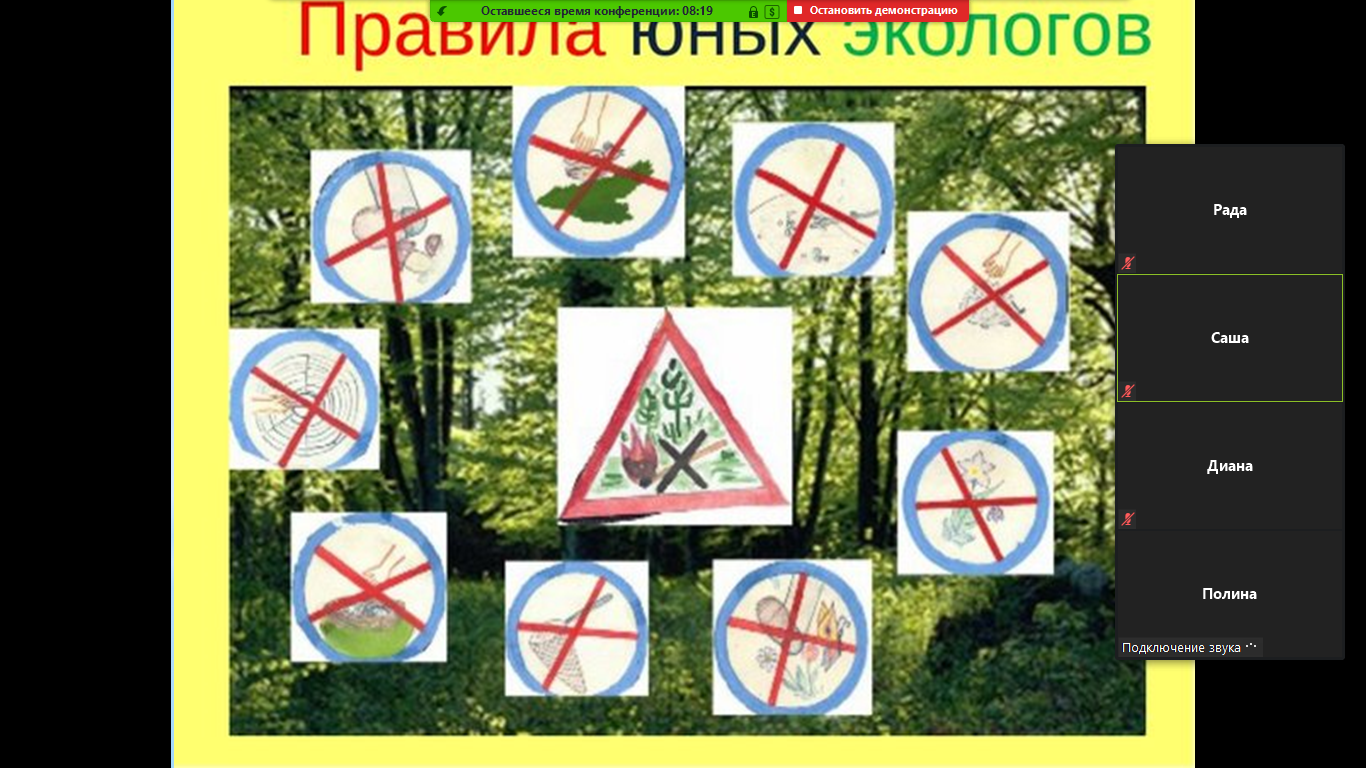 Оставшееся время конференции: 08:19
Остановить демонстрацию
Правила юных экологов
Рада
Саша
Диана
Полина
Подключение звука